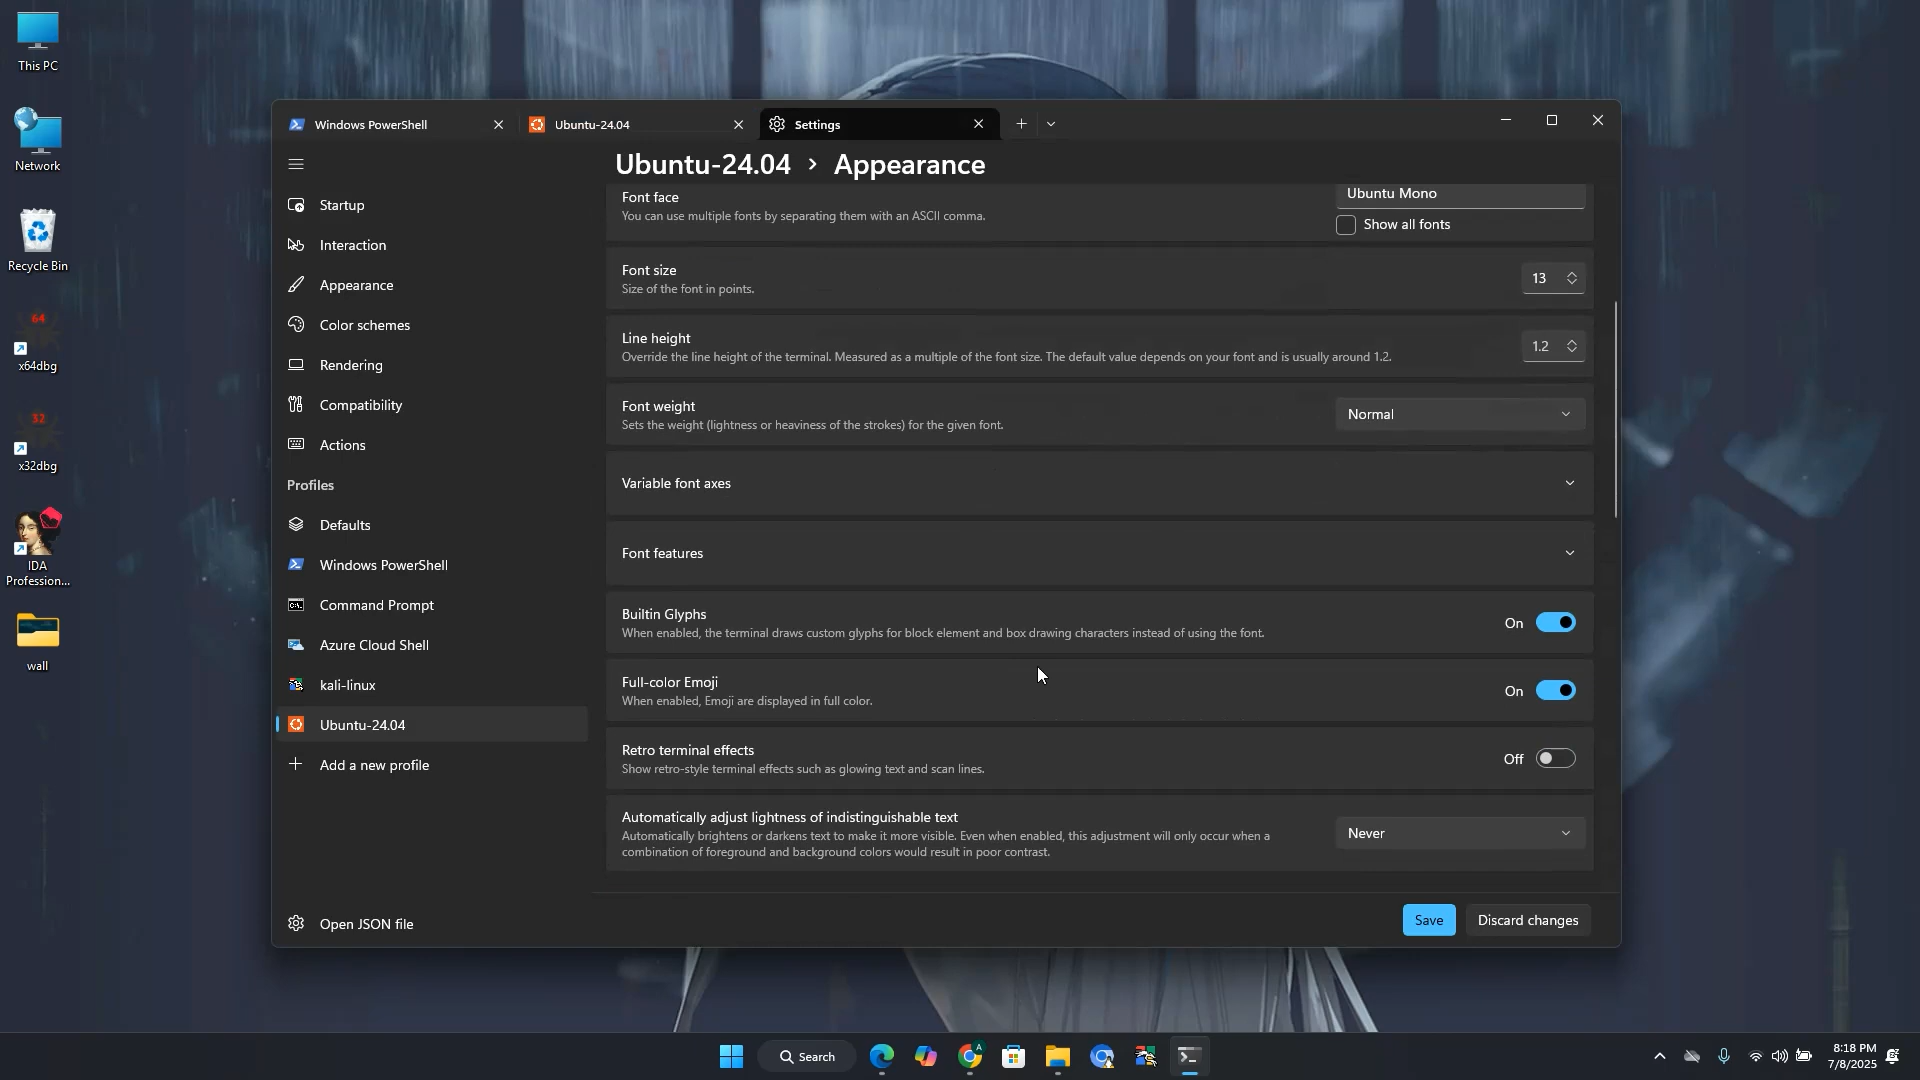 This PC
Network
Recycle Bin
64
x64dbg
32
x32dbg
IDA
Profession...
wall
Windows PowerShell
Ubuntu-24.04
Settings
Startup
Interaction
Appearance
Color schemes
Rendering
Compatibility
Actions
Profiles
Defaults
Windows PowerShell
Command Prompt
Azure Cloud Shell
kali-linux
Ubuntu-24.04
Add a new profile
Open JSON file
Ubuntu-24.04 › Appearance
Font face
You can use multiple fonts by separating them with an ASCII comma.
Ubuntu Mono
Show all fonts
Font size
Size of the font in points.
13
Line height
Override the line height of the terminal. Measured as a multiple of the font size. The default value depends on your font and is usually around 1.2.
1.2
Font weight
Sets the weight (lightness or heaviness of the strokes) for the given font.
Normal
Variable font axes
Font features
Builtin Glyphs
When enabled, the terminal draws custom glyphs for block element and box drawing characters instead of using the font.
On
Full-color Emoji
When enabled, Emoji are displayed in full color.
On
Retro terminal effects
Show retro-style terminal effects such as glowing text and scan lines.
Off
Automatically adjust lightness of indistinguishable text
Automatically brightens or darkens text to make it more visible. Even when enabled, this adjustment will only occur when a
combination of foreground and background colors would result in poor contrast.
Never
Save
Discard changes
Search
A
8:18 PM
7/8/2025